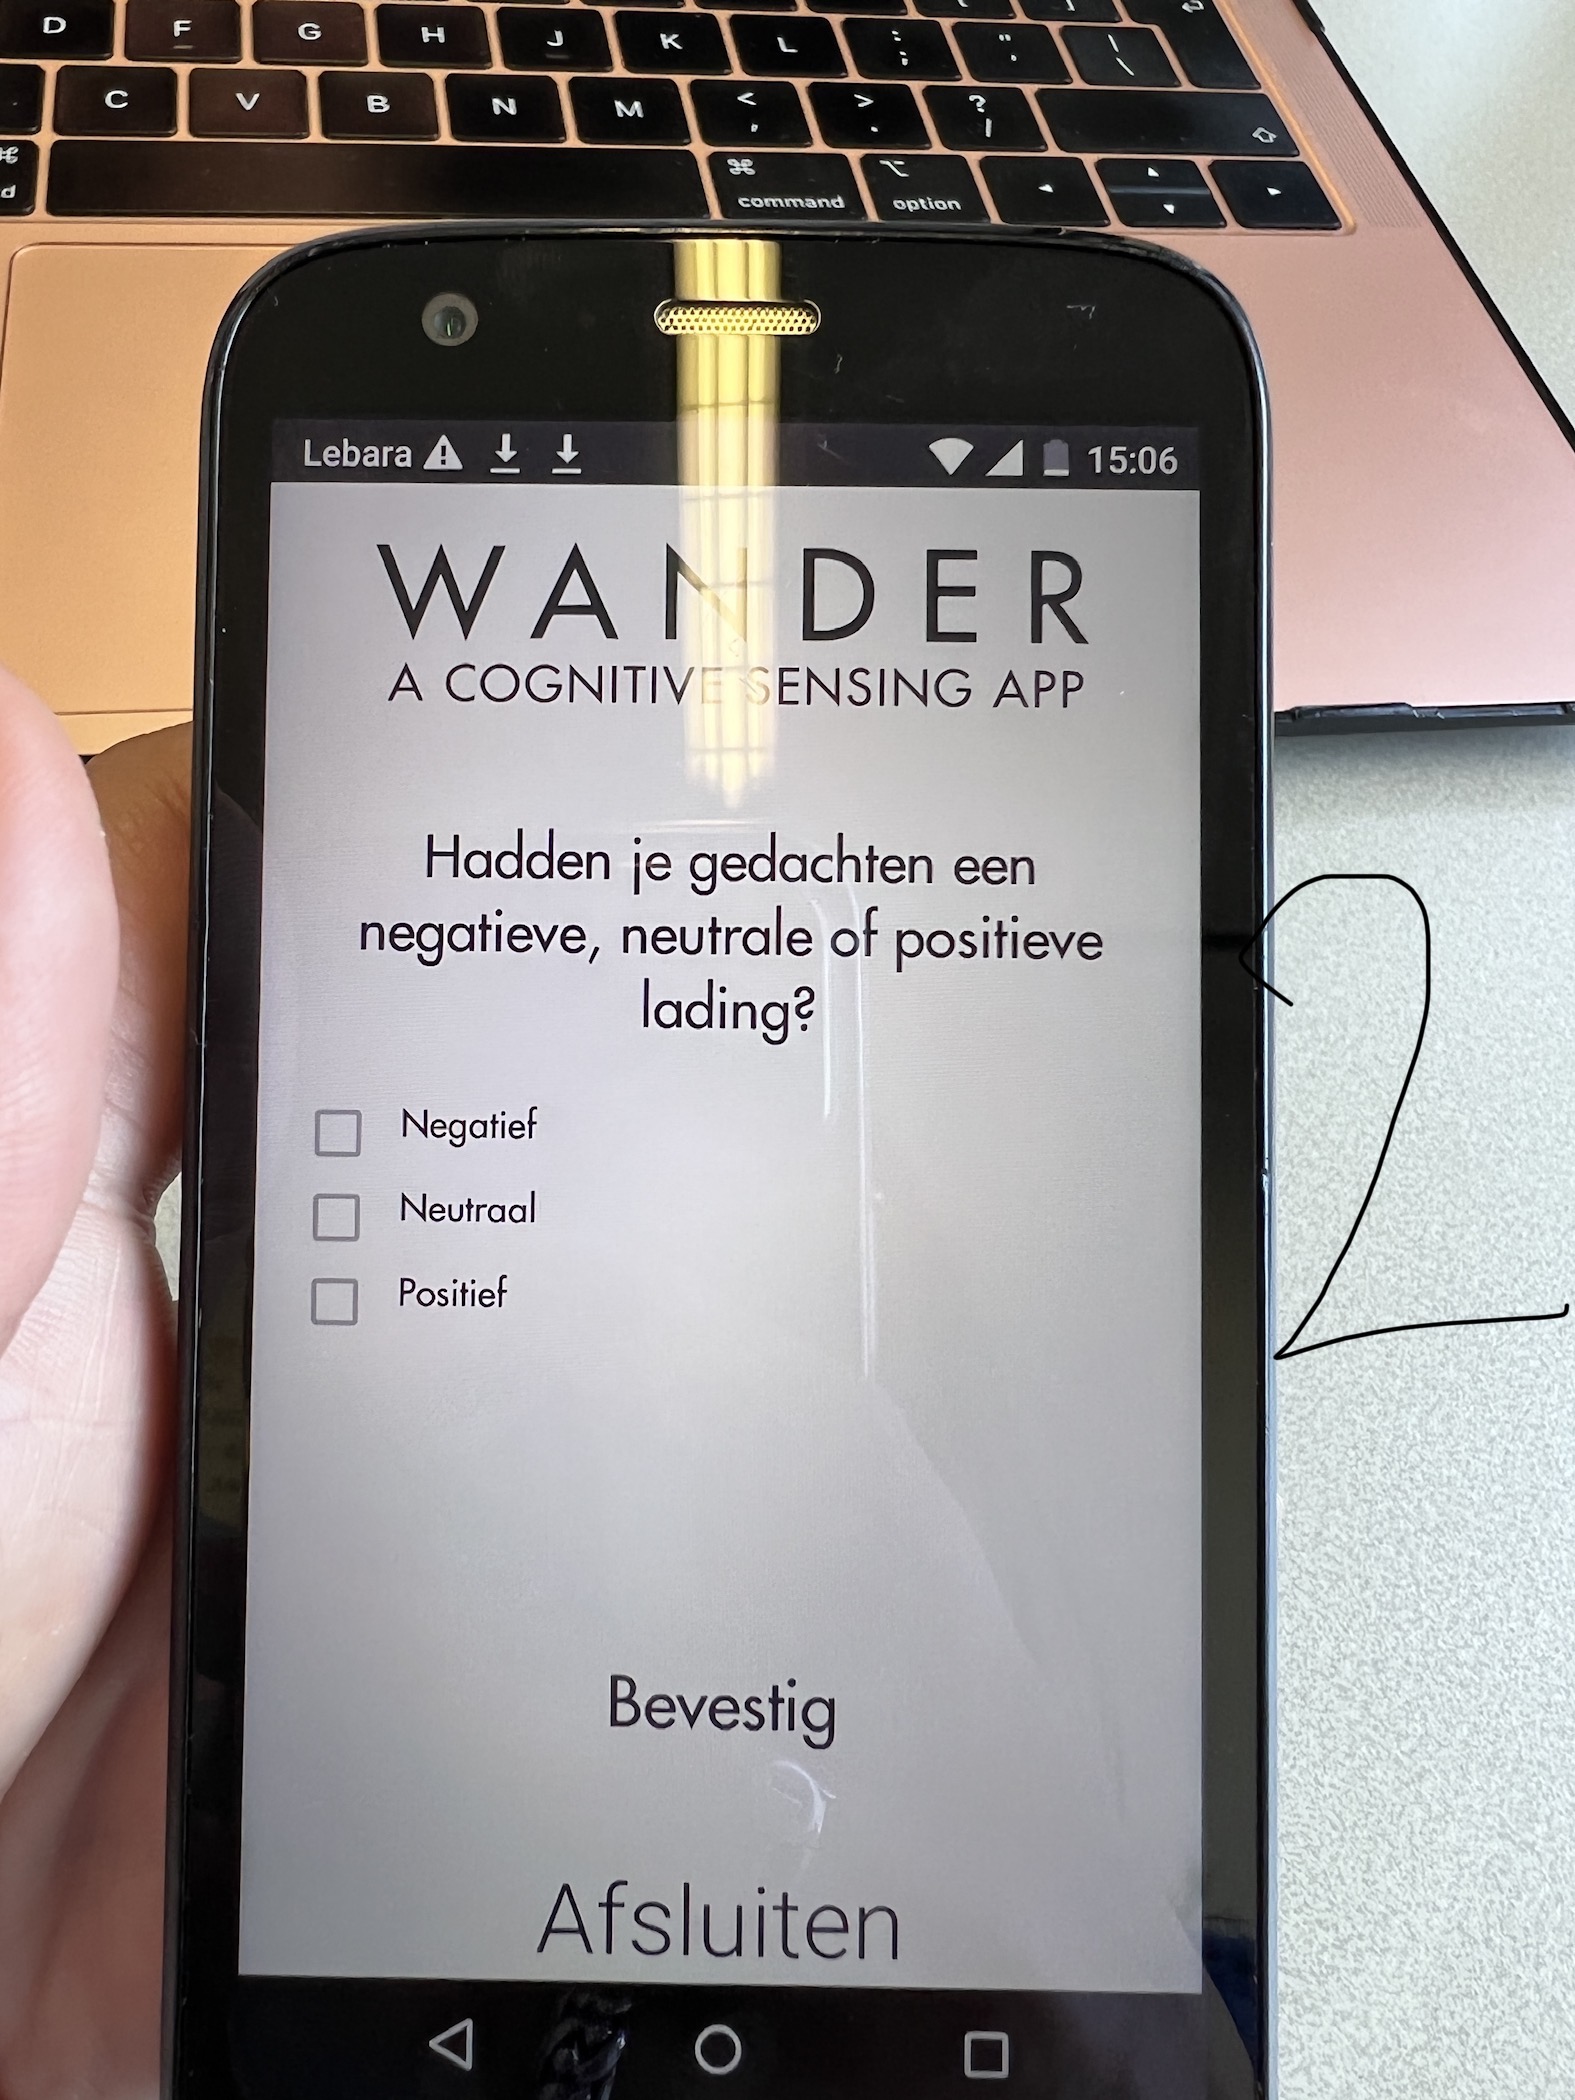 D F G H J K L : ; " ' | \
C V B N M < , > . ? /
d command option
Lebara 15:06
WANDER
A COGNITIVE SENSING APP
Hadden je gedachten een
negatieve, neutrale of positieve
lading?
Negatief
Neutraal
Positief
Bevestig
Afsluiten
2